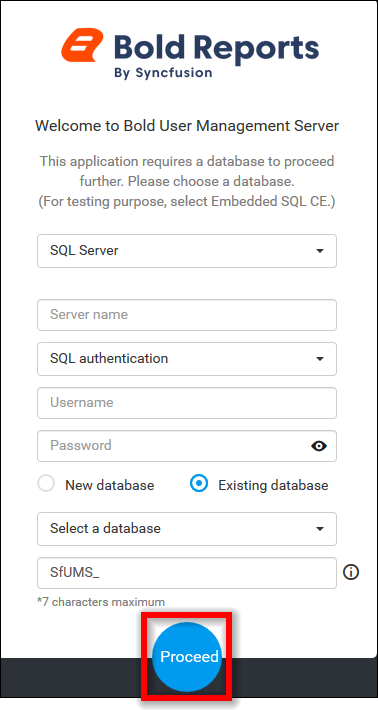 Bold Reports
By Syncfusion
Welcome to Bold User Management Server
This application requires a database to proceed
further. Please choose a database.
(For testing purpose, select Embedded SQL CE.)
SQL Server
Server name
SQL authentication
Username
Password
New database Existing database
Select a database
SfUMS_
*7 characters maximum
Proceed